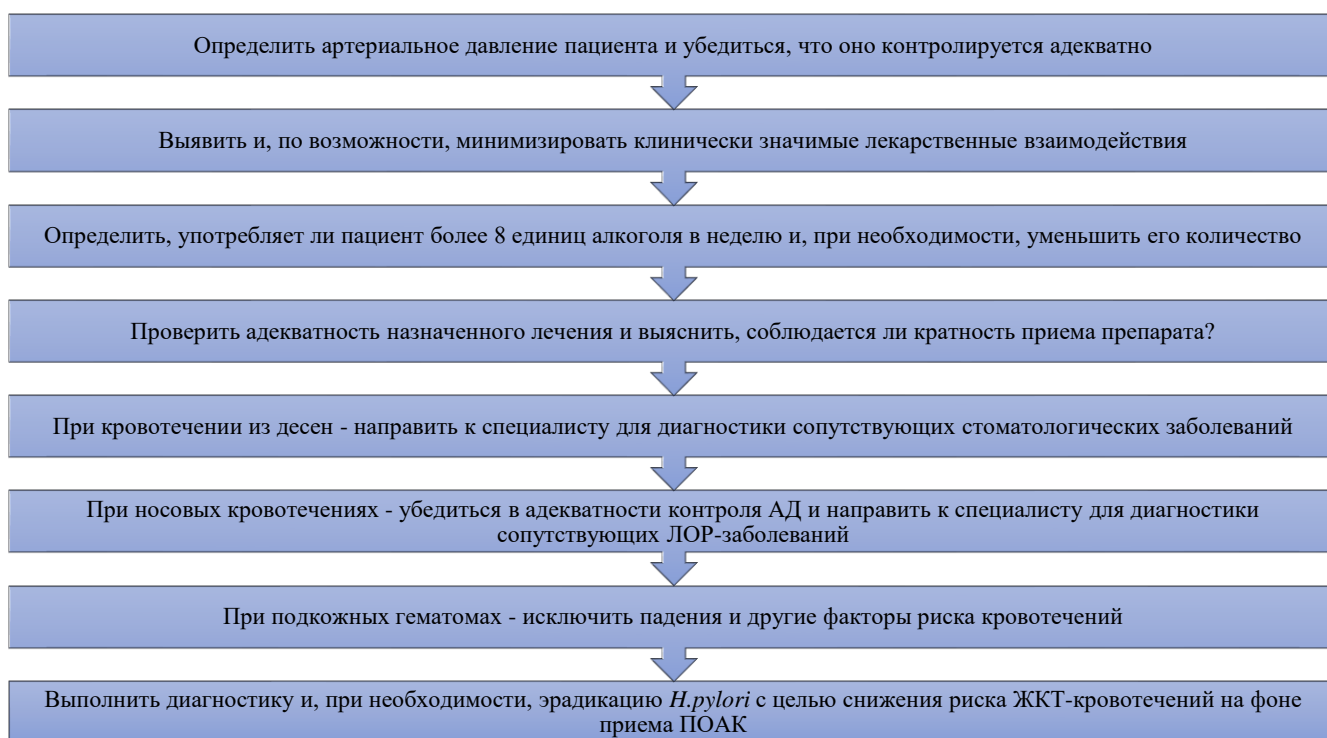 Определить артериальное давление пациента и убедиться, что оно контролируется адекватно
Выявить и, по возможности, минимизировать клинически значимые лекарственные взаимодействия
Определить, употребляет ли пациент более 8 единиц алкоголя в неделю и, при необходимости, уменьшить его количество
Проверить адекватность назначенного лечения и выяснить, соблюдается ли кратность приема препарата?
При кровотечении из десен - направить к специалисту для диагностики сопутствующих стоматологических заболеваний
При носовых кровотечениях - убедиться в адекватности контроля АД и направить к специалисту для диагностики
сопутствующих ЛОР-заболеваний
При подкожных гематомах - исключить падения и другие факторы риска кровотечений
Выполнить диагностику и, при необходимости, эрадикацию H.pylori с целью снижения риска ЖКТ-кровотечений на фоне
приема ПОАК